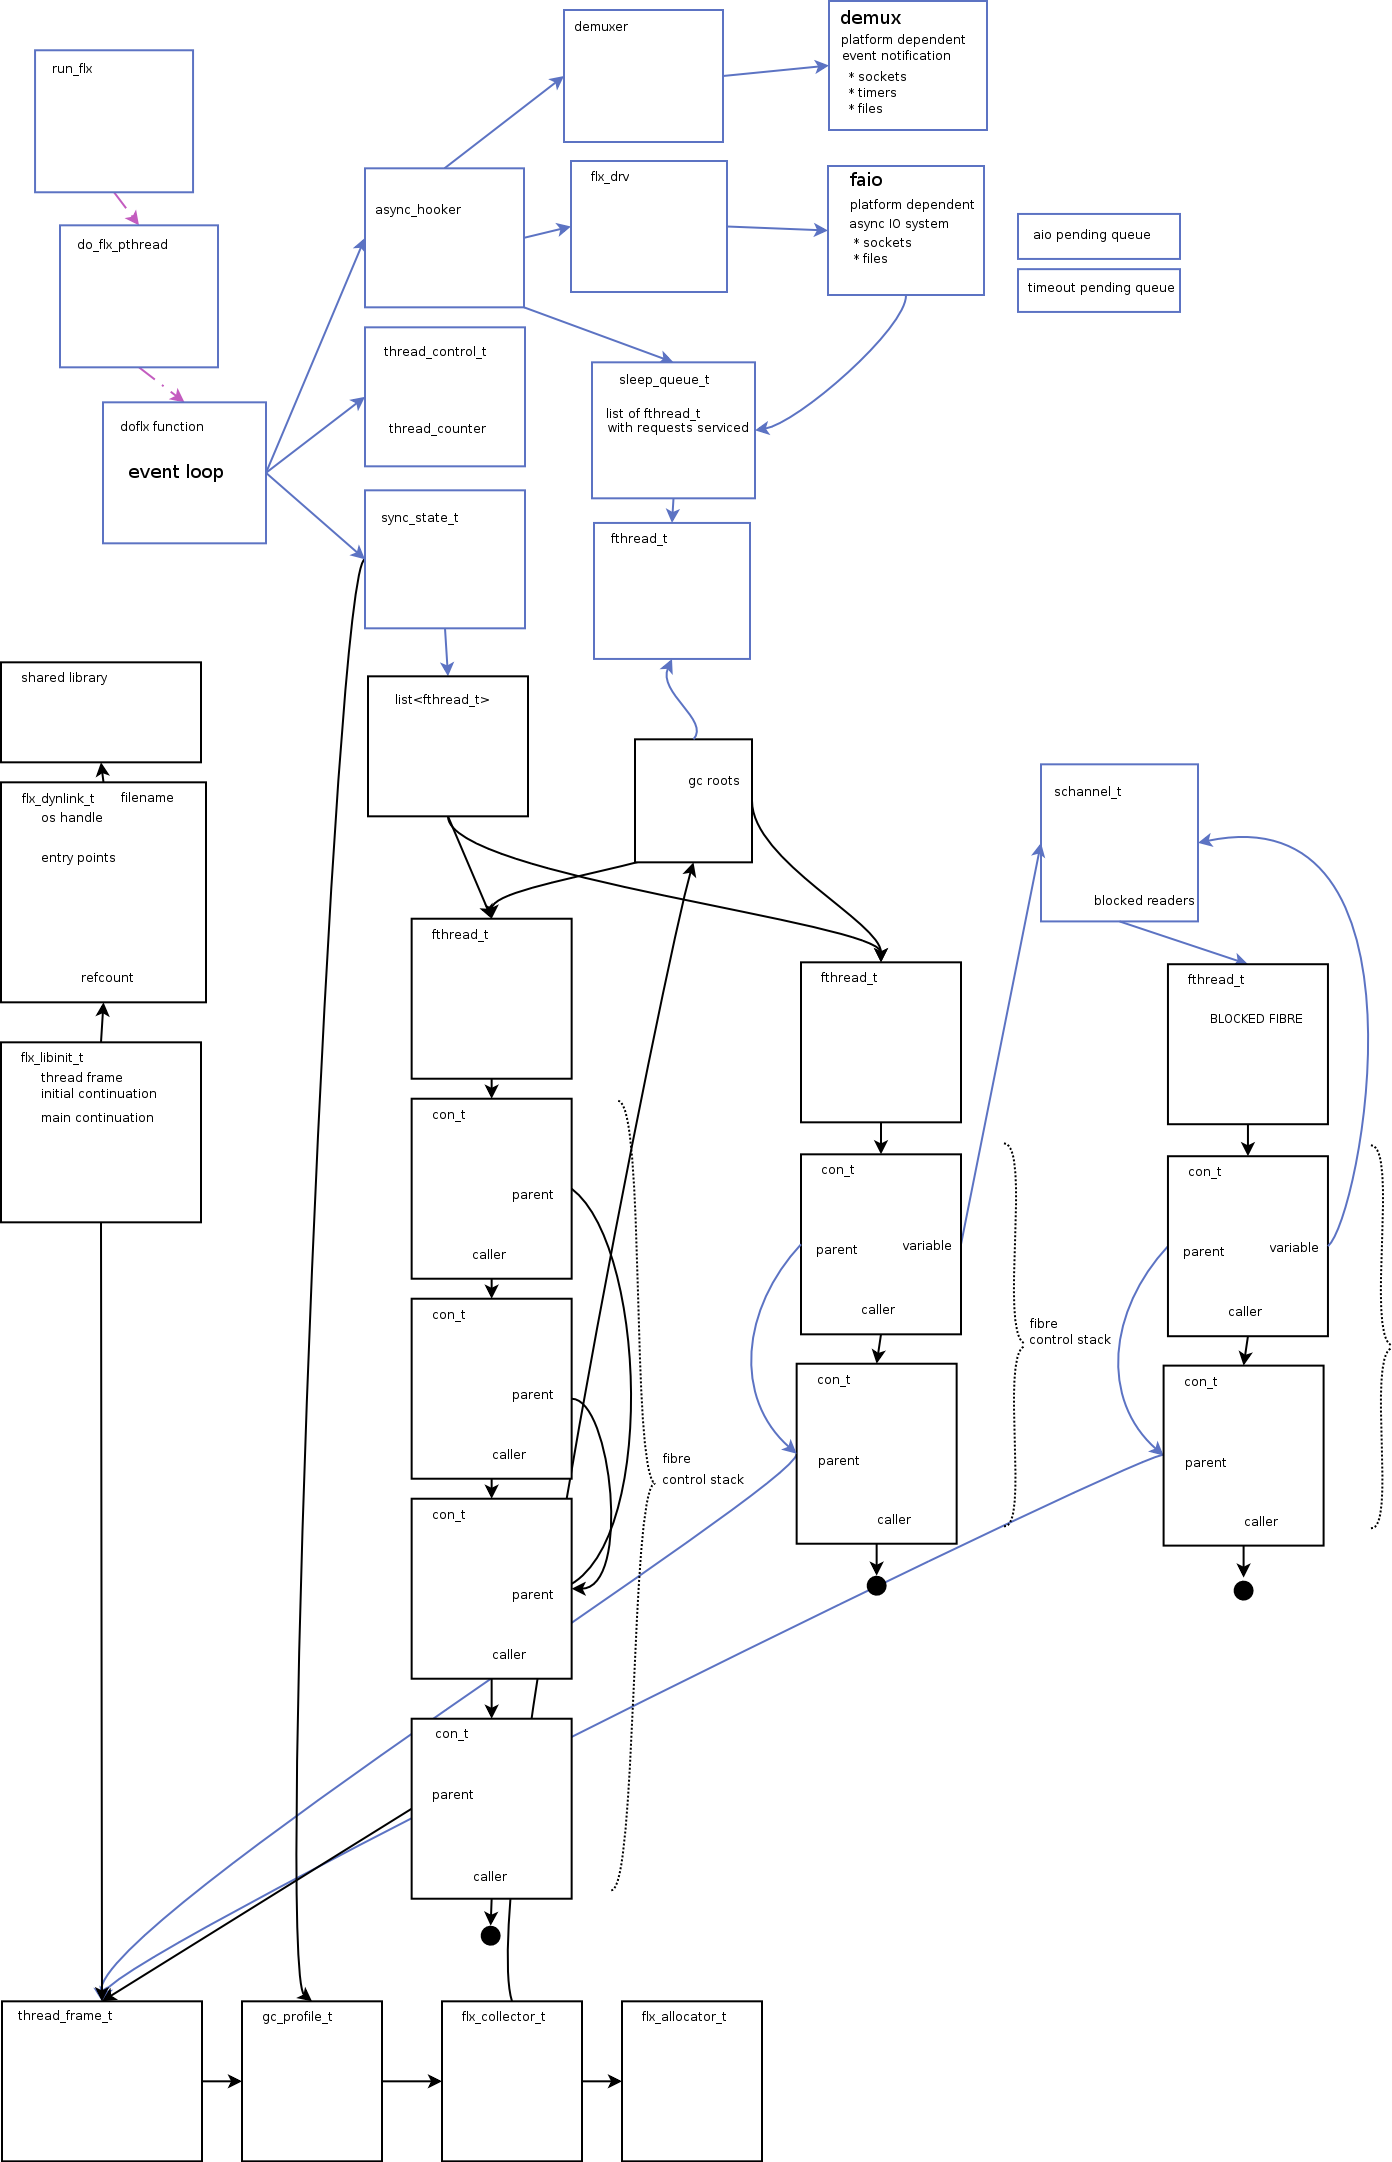 demux
platform dependent
event notification
* sockets
* timers
* files
demuxer
run_flx
flx_drv
faio
platform dependent
async IO system
* sockets
* files
async_hooker
aio pending queue
do_flx_pthread
timeout pending queue
thread_control_t
thread_counter
sleep_queue_t
list of fthread_t
with requests serviced
doflx function
event loop
sync_state_t
fthread_t
shared library
list<fthread_t>
gc roots
schannel_t
blocked readers
flx_dynlink_t filename
os handle
entry points
refcount
fthread_t
fthread_t
fthread_t
BLOCKED FIBRE
flx_libinit_t
thread frame
initial continuation
main continuation
con_t
parent
caller
con_t
parent variable
caller
con_t
parent variable
caller
con_t
parent
caller
fibre
control stack
con_t
parent
caller
con_t
parent
caller
fibre
control stack
con_t
parent
caller
con_t
parent
caller
thread_frame_t
gc_profile_t
flx_collector_t
flx_allocator_t